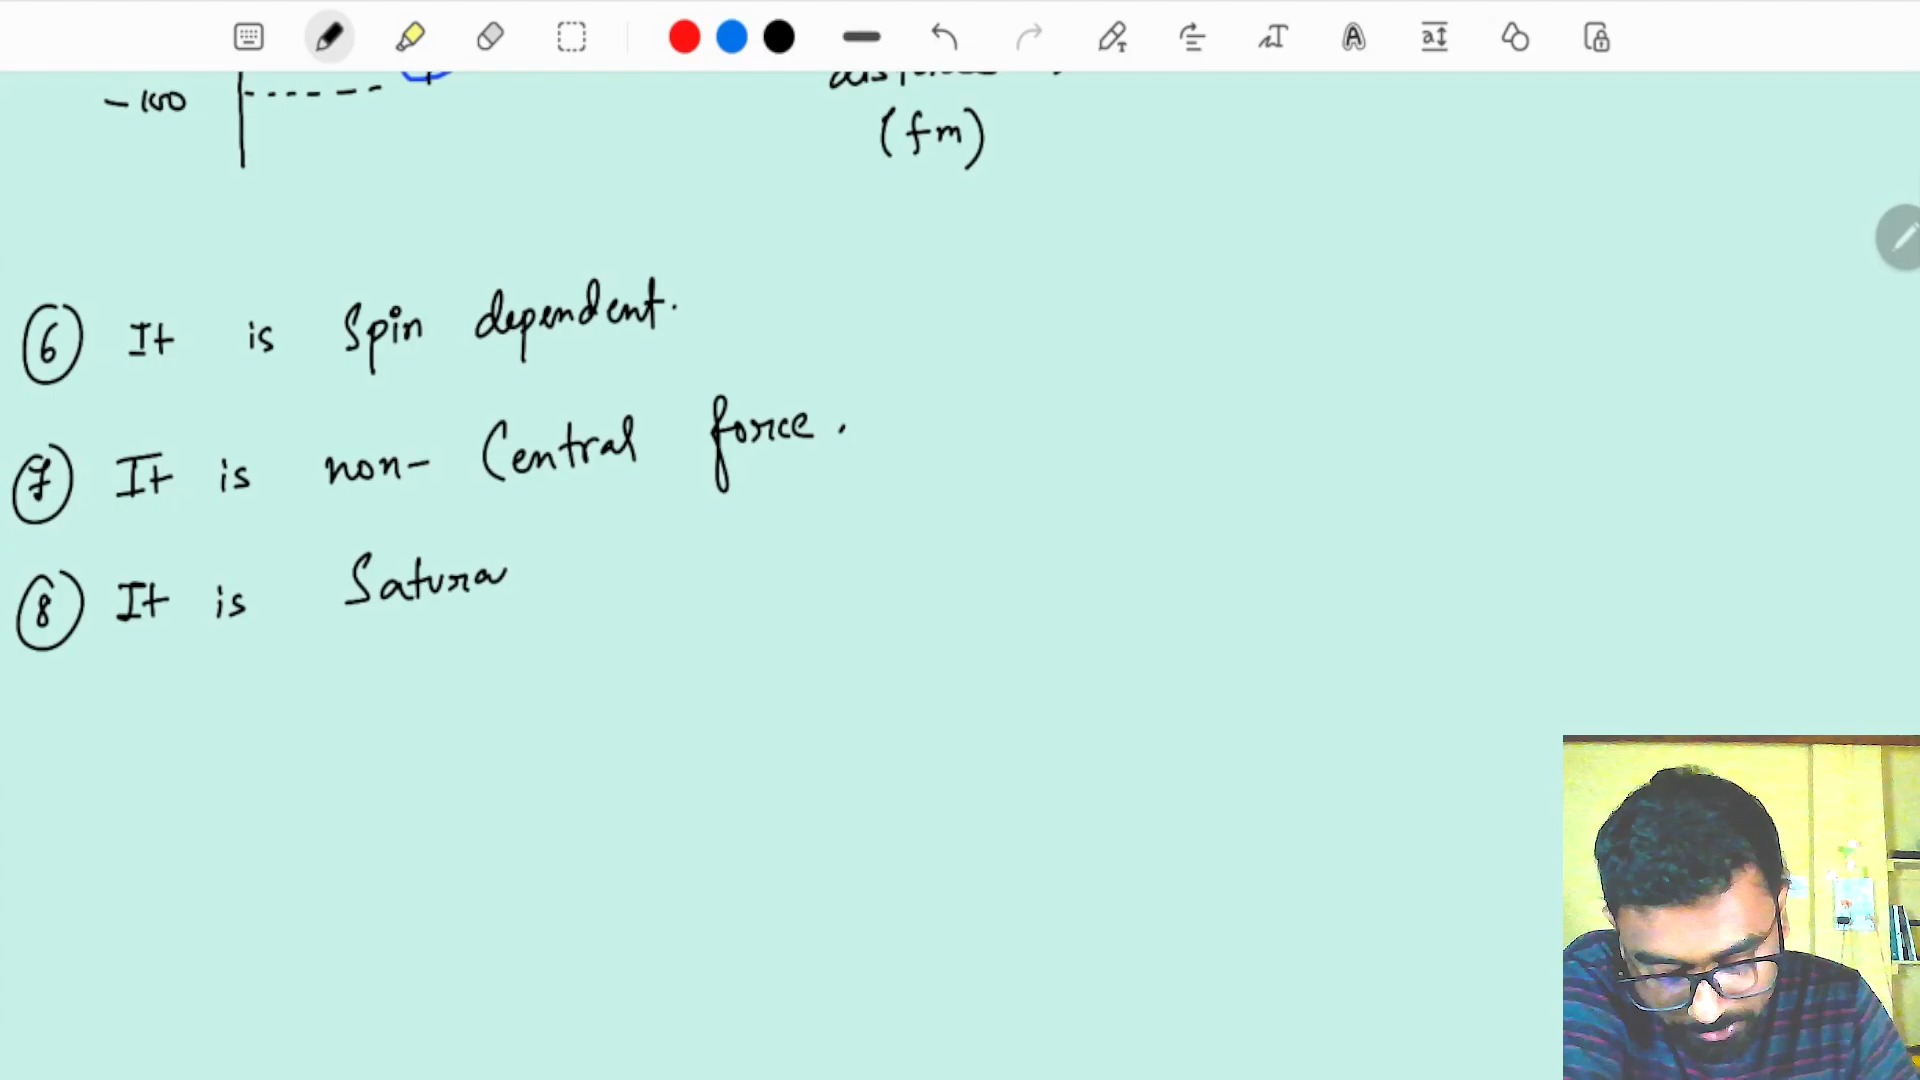 -100
(fm)
6 It is Spin dependent.
7 It is non- Central force.
8 It is Satura